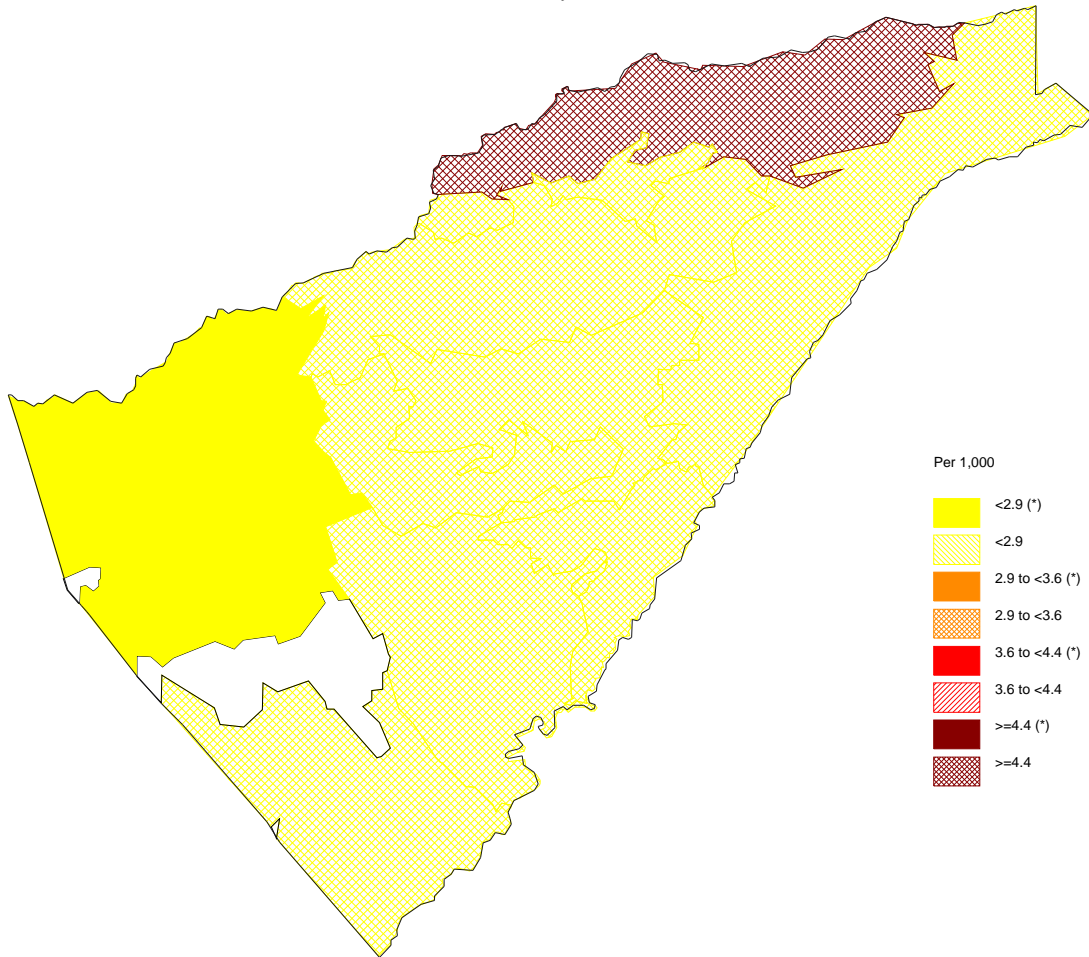 Per 1,000
<2.9 (*)
<2.9
2.9 to <3.6 (*)
2.9 to <3.6
3.6 to <4.4 (*)
3.6 to <4.4
>=4.4 (*)
>=4.4